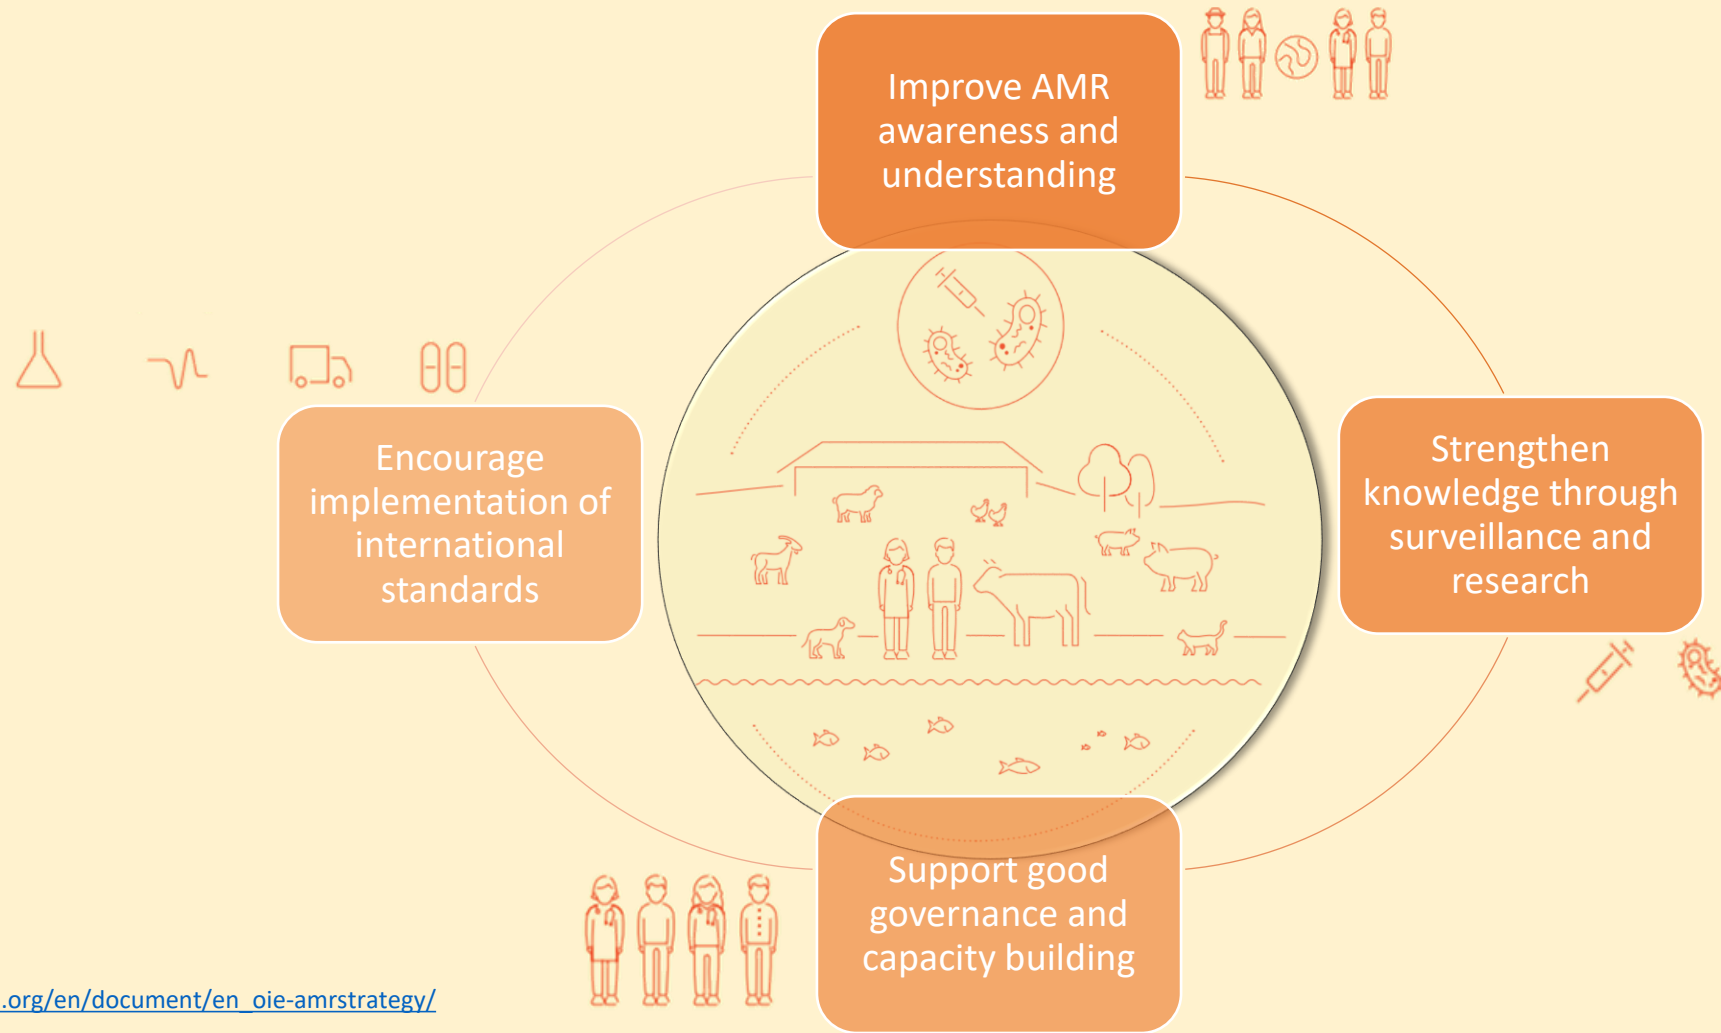 Improve AMR
awareness and
understanding
Encourage
implementation of
international
standards
Strengthen
knowledge through
surveillance and
research
Support good
governance and
capacity building
.org/en/document/en_oie-amrstrategy/